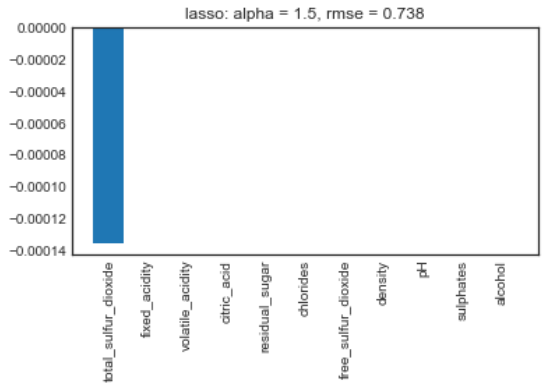 lasso: alpha = 1.5, rmse = 0.738
0.00000
−0.00002
−0.00004
−0.00006
−0.00008
−0.00010
−0.00012
−0.00014
total_sulfur_dioxide
fixed_acidity
volatile_acidity
citric_acid
residual_sugar
chlorides
free_sulfur_dioxide
density
pH
sulphates
alcohol